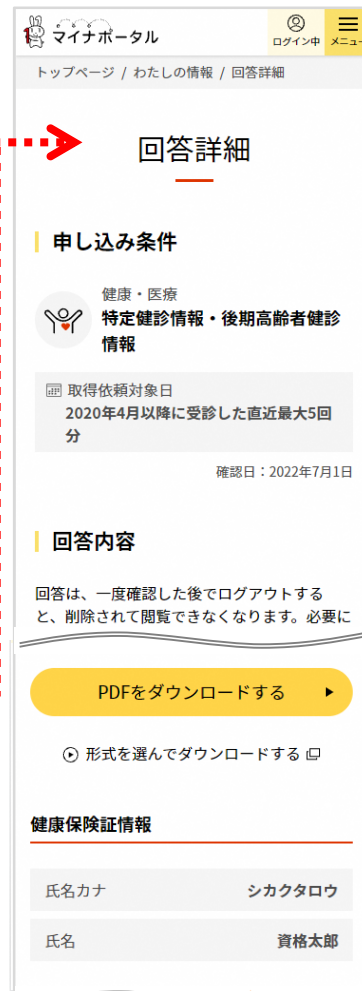 マイナポータル
ログイン中
メニュー
トップページ / わたしの情報 / 回答詳細
回答詳細
申し込み条件
健康・医療
特定健診情報・後期高齢者健診
情報
取得依頼対象日
2020年4月以降に受診した直近最大5回
分
確認日：2022年7月1日
回答内容
回答は、一度確認した後でログアウトする
と、削除されて閲覧できなくなります。必要に
PDFをダウンロードする
形式を選んでダウンロードする
健康保険証情報
氏名カナ
シカクタロウ
氏名
資格太郎